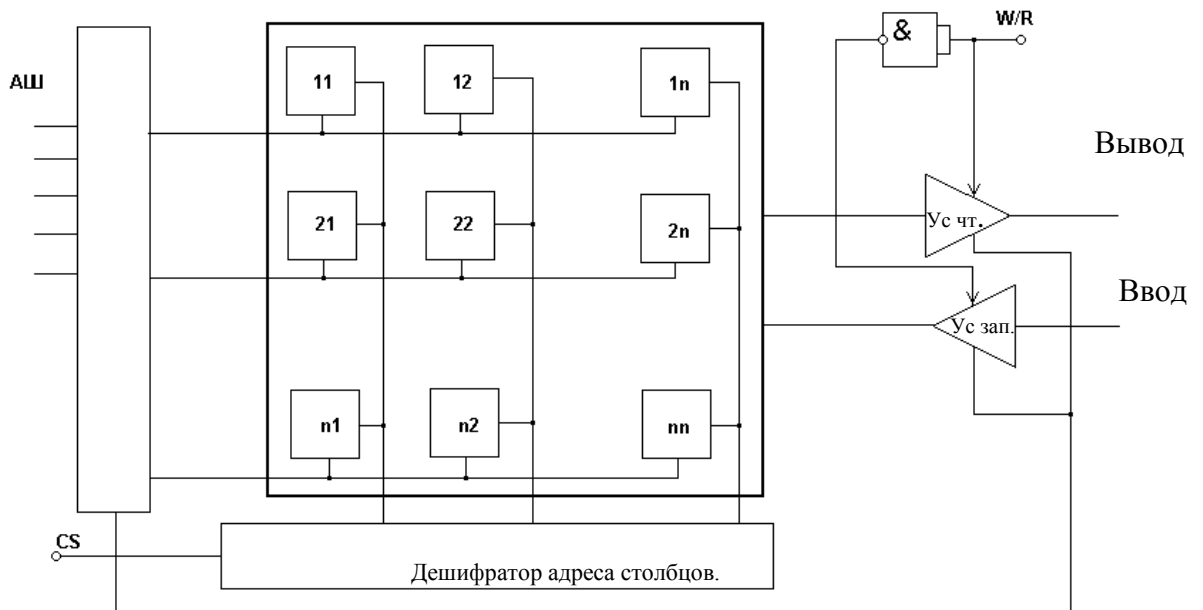 &
W/R
АШ
11
12
1n
Вывод
21
22
2n
Ус чт.
Ввод
Ус зап.
n1
n2
nn
CS
Дешифратор адреса столбцов.